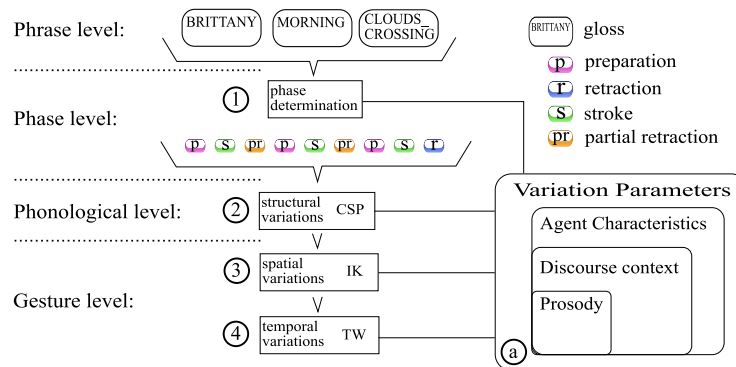 Phrase level:
BRITTANY
MORNING
CLOUDS_
CROSSING
BRITTANY
gloss
p
preparation
r
retraction
s
stroke
pr
partial retraction
1
phase
determination
Phase level:
p s pr p s pr p s r
Variation Parameters
Agent Characteristics
Discourse context
Prosody
a
Phonological level:
2
structural
variations
CSP
Gesture level:
3
spatial
variations
IK
4
temporal
variations
TW